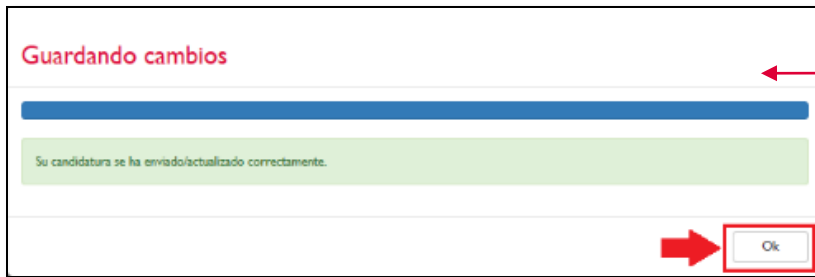 Guardando cambios
Su candidatura se ha enviado/actualizado correctamente.
Ok